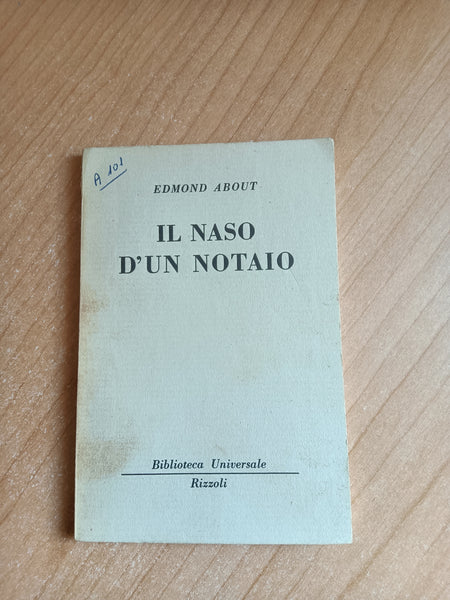 A 101
EDMOND ABOUT
IL NASO
D'UN NOTAIO
Biblioteca Universale
Rizzoli